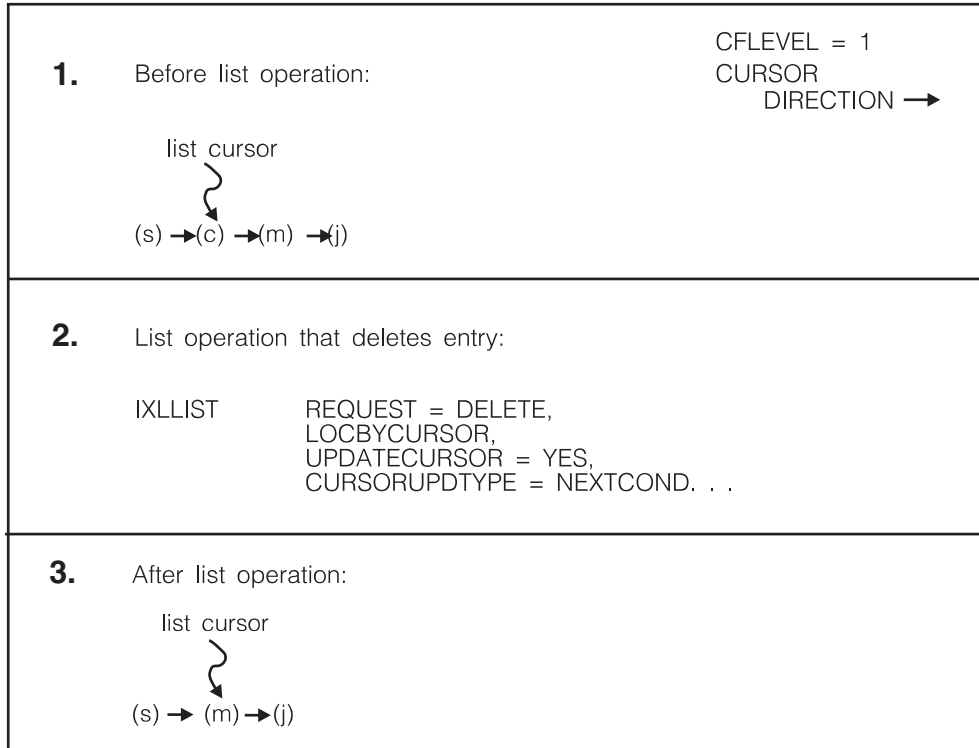 CFLEVEL = 1
1. Before list operation: CURSOR
DIRECTION →
list cursor
(s) →(c) →(m) →(j)
2. List operation that deletes entry:
IXLLIST REQUEST = DELETE,
LOCBYCURSOR,
UPDATECURSOR = YES,
CURSORUPDTYPE = NEXTCOND. . .
3. After list operation:
list cursor
(s) → (m) →(j)